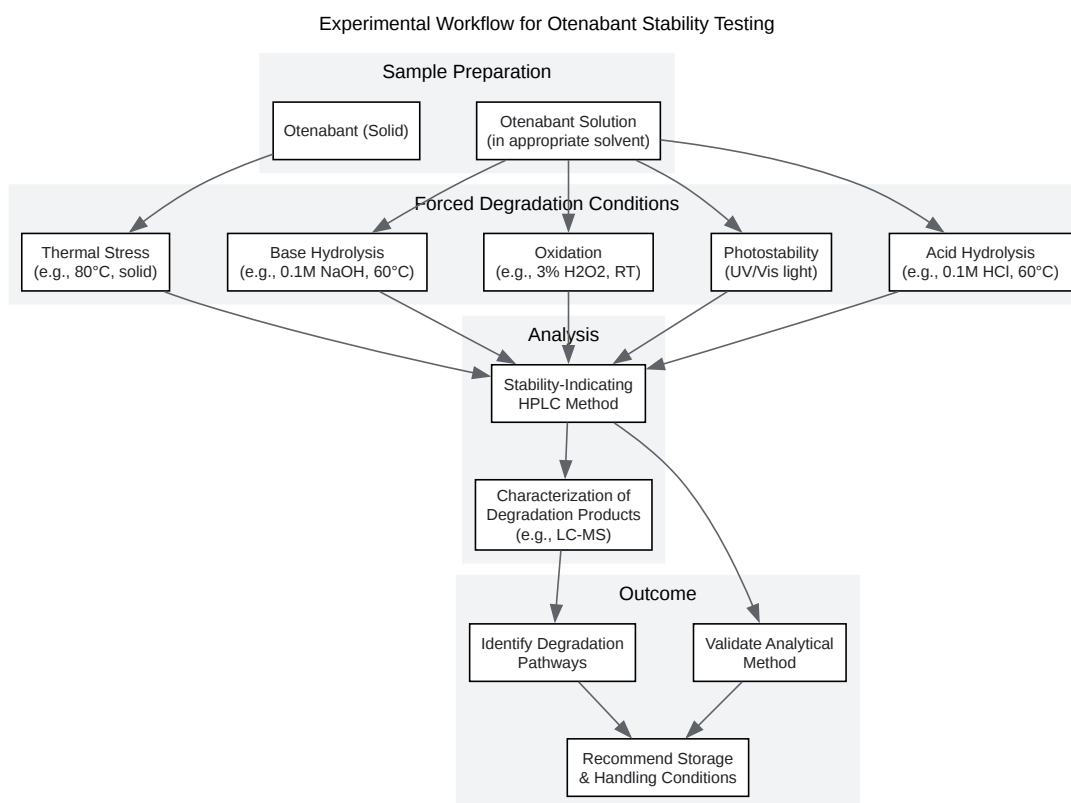 Experimental Workflow for Otenabant Stability Testing
Sample Preparation
Otenabant (Solid)
Otenabant Solution
(in appropriate solvent)
Forced Degradation Conditions
Thermal Stress
(e.g., 80°C, solid)
Base Hydrolysis
(e.g., 0.1M NaOH, 60°C)
Oxidation
(e.g., 3% H2O2, RT)
Photostability
(UV/Vis light)
Acid Hydrolysis
(e.g., 0.1M HCl, 60°C)
Analysis
Stability-Indicating
HPLC Method
Characterization of
Degradation Products
(e.g., LC-MS)
Outcome
Identify Degradation
Pathways
Validate Analytical
Method
Recommend Storage
& Handling Conditions